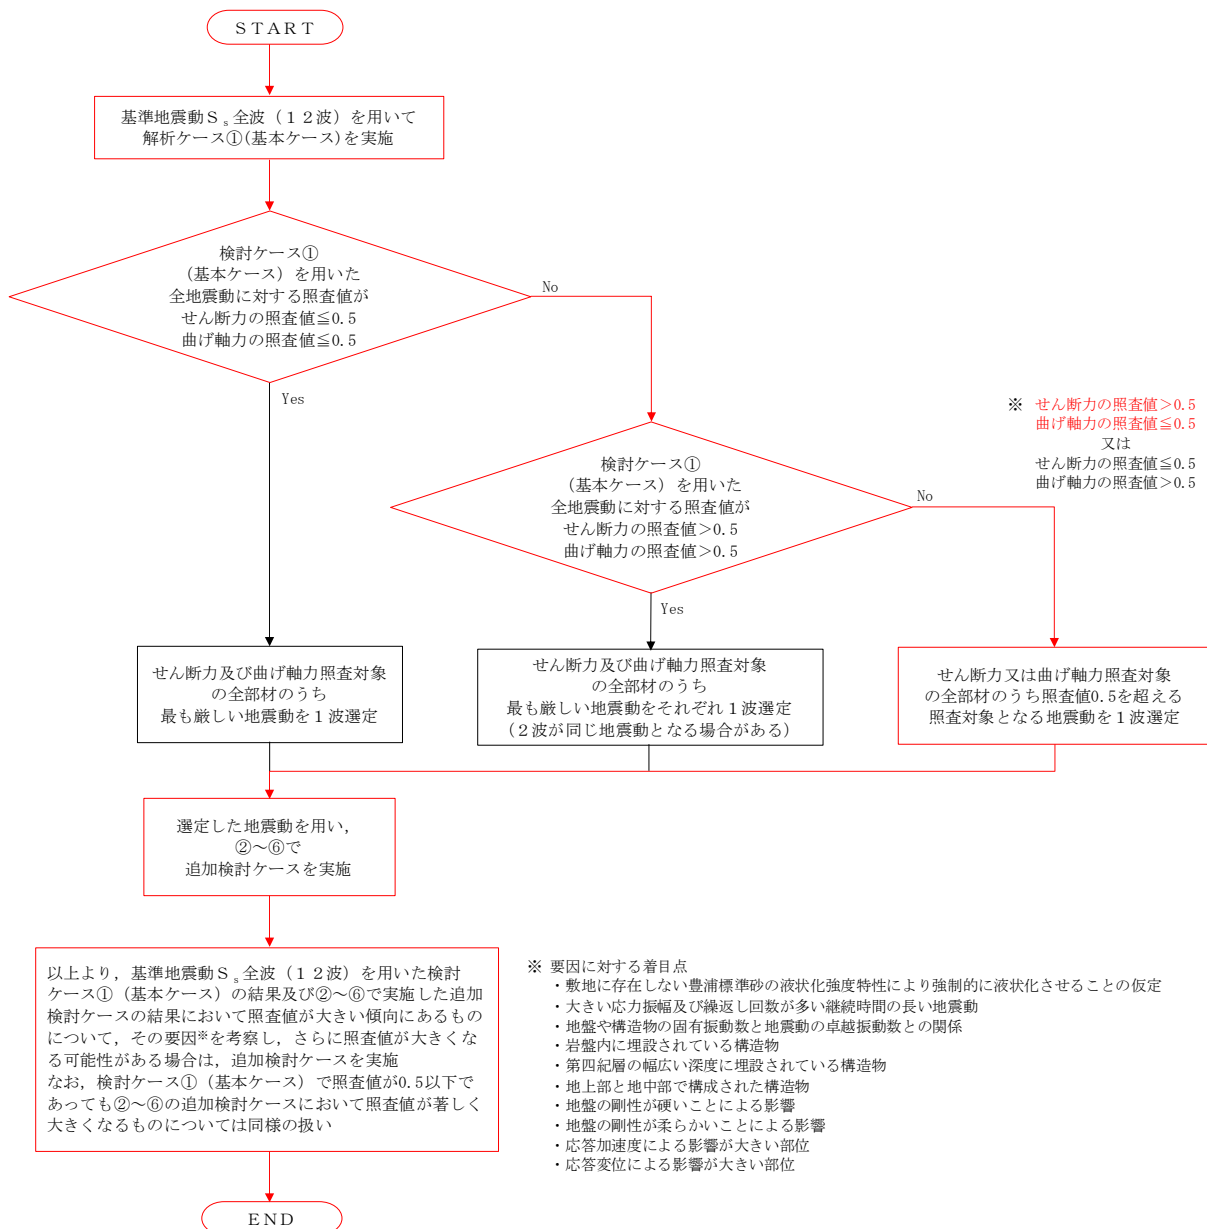 ＳＴＡＲＴ
基準地震動Ｓｓ全波（１２波）を用いて
解析ケース①(基本ケース)を実施
検討ケース①
（基本ケース）を用いた
全地震動に対する照査値が
せん断力の照査値≦0.5
曲げ軸力の照査値≦0.5
No
Yes
※ せん断力の照査値＞0.5
曲げ軸力の照査値≦0.5
又は
せん断力の照査値≦0.5
曲げ軸力の照査値＞0.5
検討ケース①
（基本ケース）を用いた
全地震動に対する照査値が
せん断力の照査値＞0.5
曲げ軸力の照査値＞0.5
No
Yes
せん断力及び曲げ軸力照査対象
の全部材のうち
最も厳しい地震動を１波選定
せん断力及び曲げ軸力照査対象
の全部材のうち
最も厳しい地震動をそれぞれ１波選定
（２波が同じ地震動となる場合がある）
せん断力又は曲げ軸力照査対象
の全部材のうち照査値0.5を超える
照査対象となる地震動を１波選定
選定した地震動を用い，
②～⑥で
追加検討ケースを実施
以上より，基準地震動Ｓｓ全波（１２波）を用いた検討
ケース①（基本ケース）の結果及び②～⑥で実施した追加
検討ケースの結果において照査値が大きい傾向にあるもの
について，その要因※を考察し，さらに照査値が大きくな
る可能性がある場合は，追加検討ケースを実施
なお，検討ケース①（基本ケース）で照査値が0.5以下で
あっても②～⑥の追加検討ケースにおいて照査値が著しく
大きくなるものについては同様の扱い
※ 要因に対する着目点
・敷地に存在しない豊浦標準砂の液状化強度特性により強制的に液状化させることの仮定
・大きい応力振幅及び繰返し回数が多い継続時間の長い地震動
・地盤や構造物の固有振動数と地震動の卓越振動数との関係
・岩盤内に埋設されている構造物
・第四紀層の幅広い深度に埋設されている構造物
・地上部と地中部で構成された構造物
・地盤の剛性が硬いことによる影響
・地盤の剛性が柔らかいことによる影響
・応答加速度による影響が大きい部位
・応答変位による影響が大きい部位
ＥＮＤ